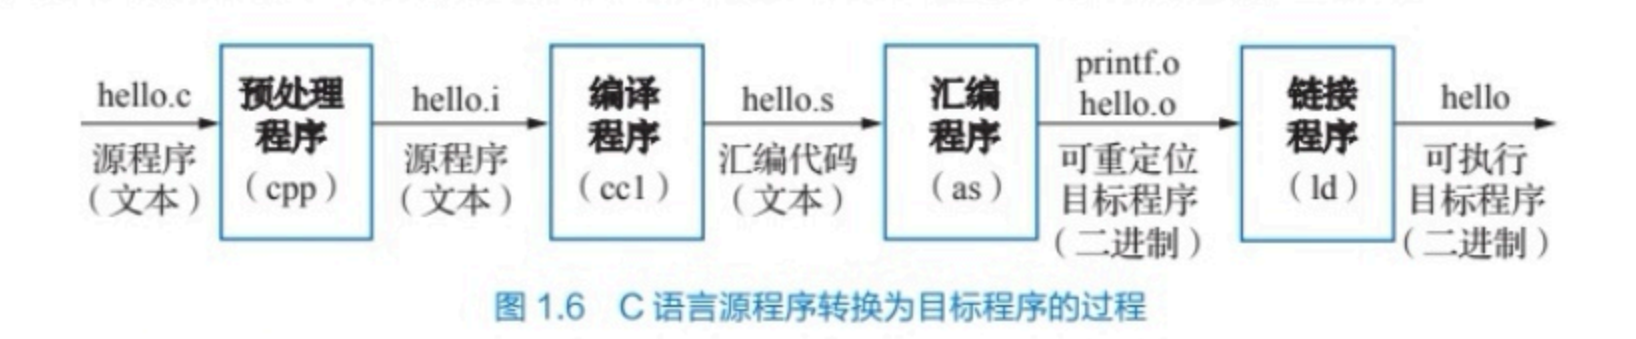 hello.c
源程序
（文本）
预处理
程序
（cpp）
hello.i
源程序
（文本）
编译
程序
（cc1）
hello.s
汇编代码
（文本）
汇编
程序
（as）
printf.o
hello.o
可重定位
目标程序
（二进制）
链接
程序
（ld）
hello
可执行
目标程序
（二进制）
图 1.6 C 语言源程序转换为目标程序的过程